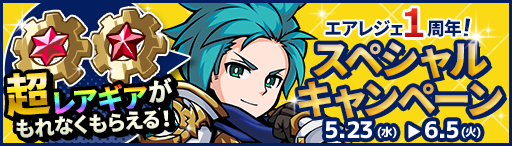 エアレジェ1周年!
スペシャル
キャンペーン
5.23(水)▶6.5(火)
超レアギアが
もれなくもらえる!